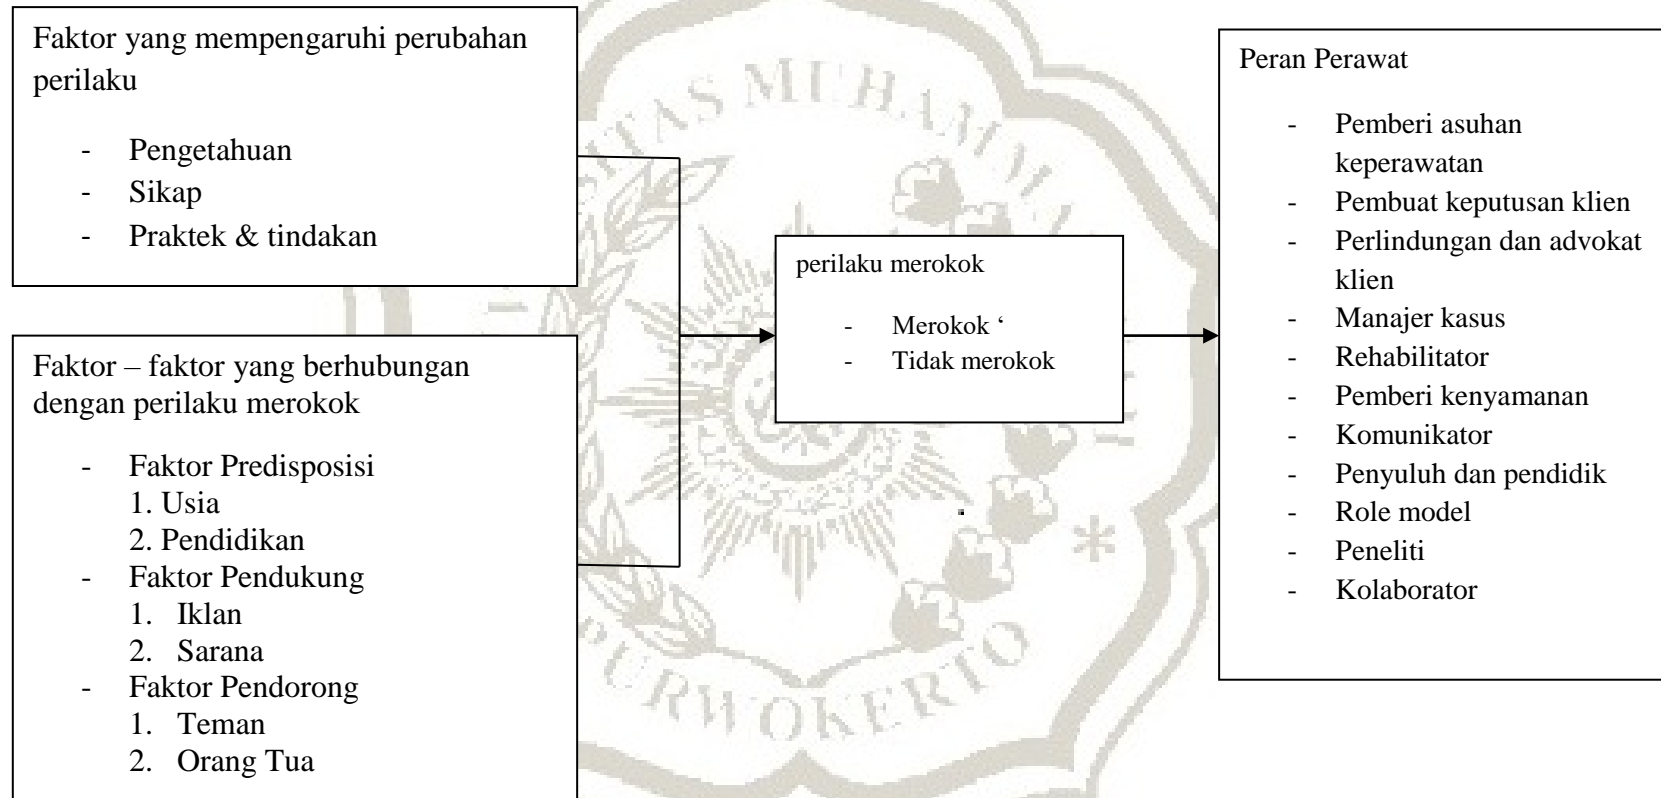 Faktor yang mempengaruhi perubahan
perilaku
- Pengetahuan
- Sikap
- Praktek & tindakan
Faktor – faktor yang berhubungan
dengan perilaku merokok
- Faktor Predisposisi
1. Usia
2. Pendidikan
- Faktor Pendukung
1. Iklan
2. Sarana
- Faktor Pendorong
1. Teman
2. Orang Tua
perilaku merokok
- Merokok ‘
- Tidak merokok
Peran Perawat
- Pemberi asuhan
keperawatan
- Pembuat keputusan klien
- Perlindungan dan advokat
klien
- Manajer kasus
- Rehabilitator
- Pemberi kenyamanan
- Komunikator
- Penyuluh dan pendidik
- Role model
- Peneliti
- Kolaborator
PURWOKERTO